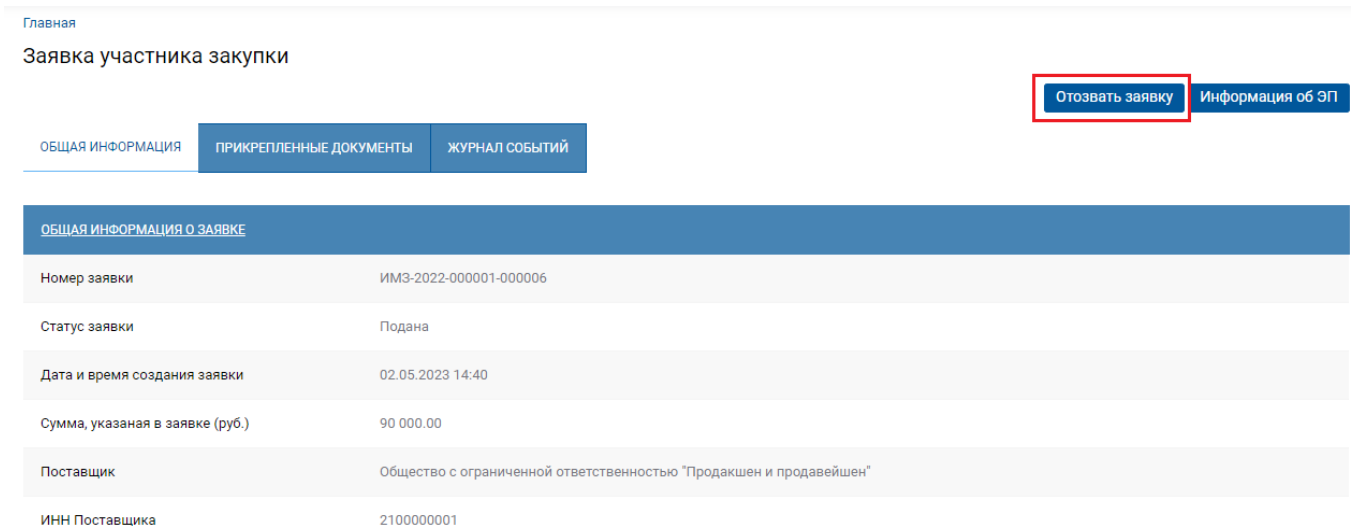 Главная
Заявка участника закупки
Отозвать заявку Информация об ЭП
ОБЩАЯ ИНФОРМАЦИЯ ПРИКРЕПЛЕННЫЕ ДОКУМЕНТЫ ЖУРНАЛ СОБЫТИЙ
ОБЩАЯ ИНФОРМАЦИЯ О ЗАЯВКЕ
Номер заявки ИМЗ-2022-000001-000006
Статус заявки Подана
Дата и время создания заявки 02.05.2023 14:40
Сумма, указаная в заявке (руб.) 90 000.00
Поставщик Общество с ограниченной ответственностью "Продакшен и продавейшен"
ИНН Поставщика 2100000001